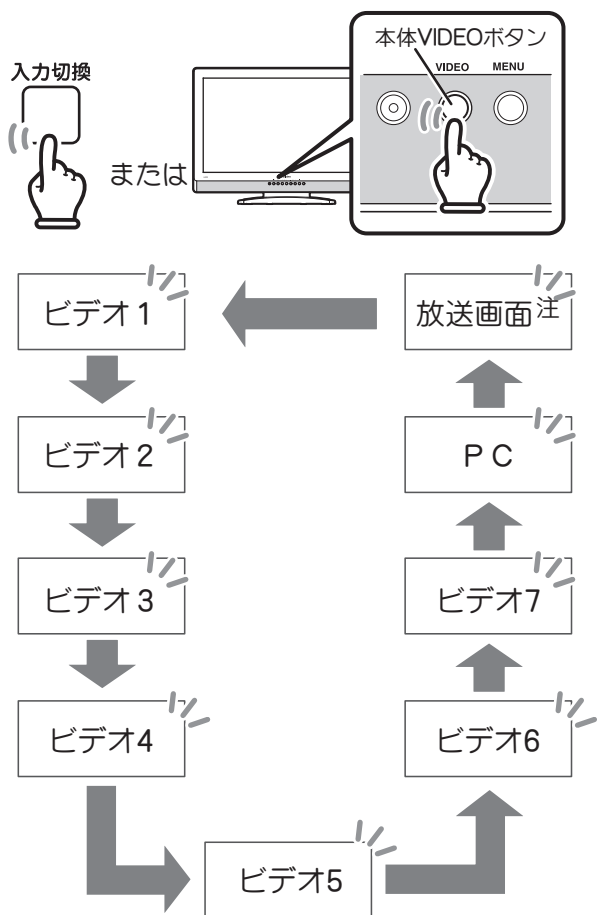 入力切換
または
本体VIDEOボタン
VIDEO MENU
放送画面注
ビデオ1
ビデオ2
ビデオ3
ビデオ4
ビデオ5
ビデオ6
ビデオ7
PC